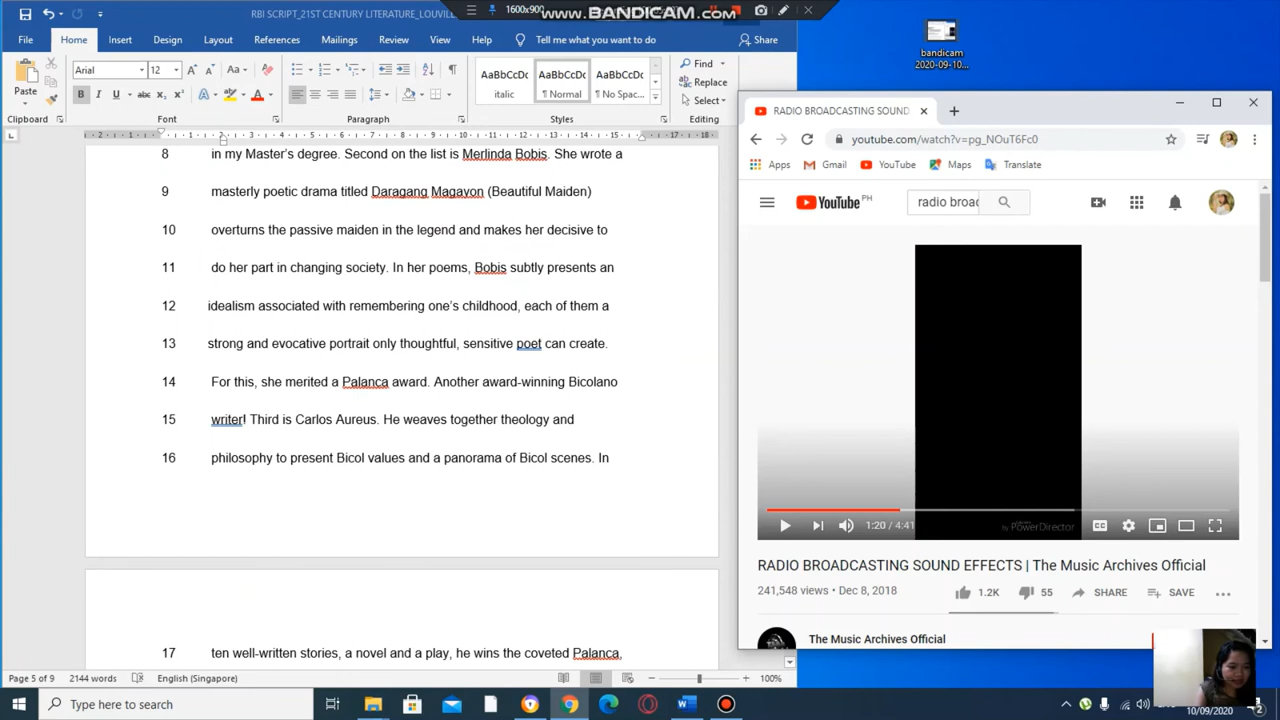 RBI SCRIPT_21ST CENTURY LITERATURE_LOUVILL
1600x900
www.BANDICAM.com
File Home Insert Design Layout References Mailings Review View Help Tell me what you want to do Share
Paste
Arial 12
AaBbCcDc AaBbCcDc AaBbCcDc
italic ¶ Normal ¶ No Spac...
Find
Replace
Select
Clipboard Font Paragraph Styles Editing
8 in my Master's degree. Second on the list is Merlinda Bobis. She wrote a
9 masterly poetic drama titled Daragang Magayon (Beautiful Maiden)
10 overturns the passive maiden in the legend and makes her decisive to
11 do her part in changing society. In her poems, Bobis subtly presents an
12 idealism associated with remembering one's childhood, each of them a
13 strong and evocative portrait only thoughtful, sensitive poet can create.
14 For this, she merited a Palanca award. Another award-winning Bicolano
15 writer! Third is Carlos Aureus. He weaves together theology and
16 philosophy to present Bicol values and a panorama of Bicol scenes. In
17 ten well-written stories, a novel and a play, he wins the coveted Palanca,
Page 5 of 9 2144 words English (Singapore) 100%
bandicam
2020-09-10...
RADIO BROADCASTING SOUND
youtube.com/watch?v=pg_NOuT6Fc0
Apps Gmail YouTube Maps Translate
YouTube PH
radio broad
1:20 / 4:41
by PowerDirector
RADIO BROADCASTING SOUND EFFECTS | The Music Archives Official
241,548 views • Dec 8, 2018
1.2K 55 SHARE SAVE
The Music Archives Official
Type here to search
10/09/2020
2